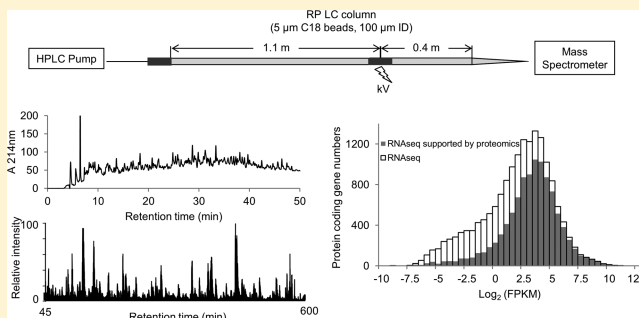 RP LC column
(5 μm C18 beads, 100 μm ID)
1.1 m
0.4 m
HPLC Pump
Mass
Spectrometer
kV
A 214nm
200
150
100
50
0
0
10
20
30
40
50
Retention time (min)
Relative intensity
100
0
45
600
Retention time (min)
Protein coding gene numbers
1200
800
400
0
RNAseq supported by proteomics
RNAseq
-10
-7.5
-5
-2.5
0
2.5
5
7.5
10
12.5
Log2 (FPKM)